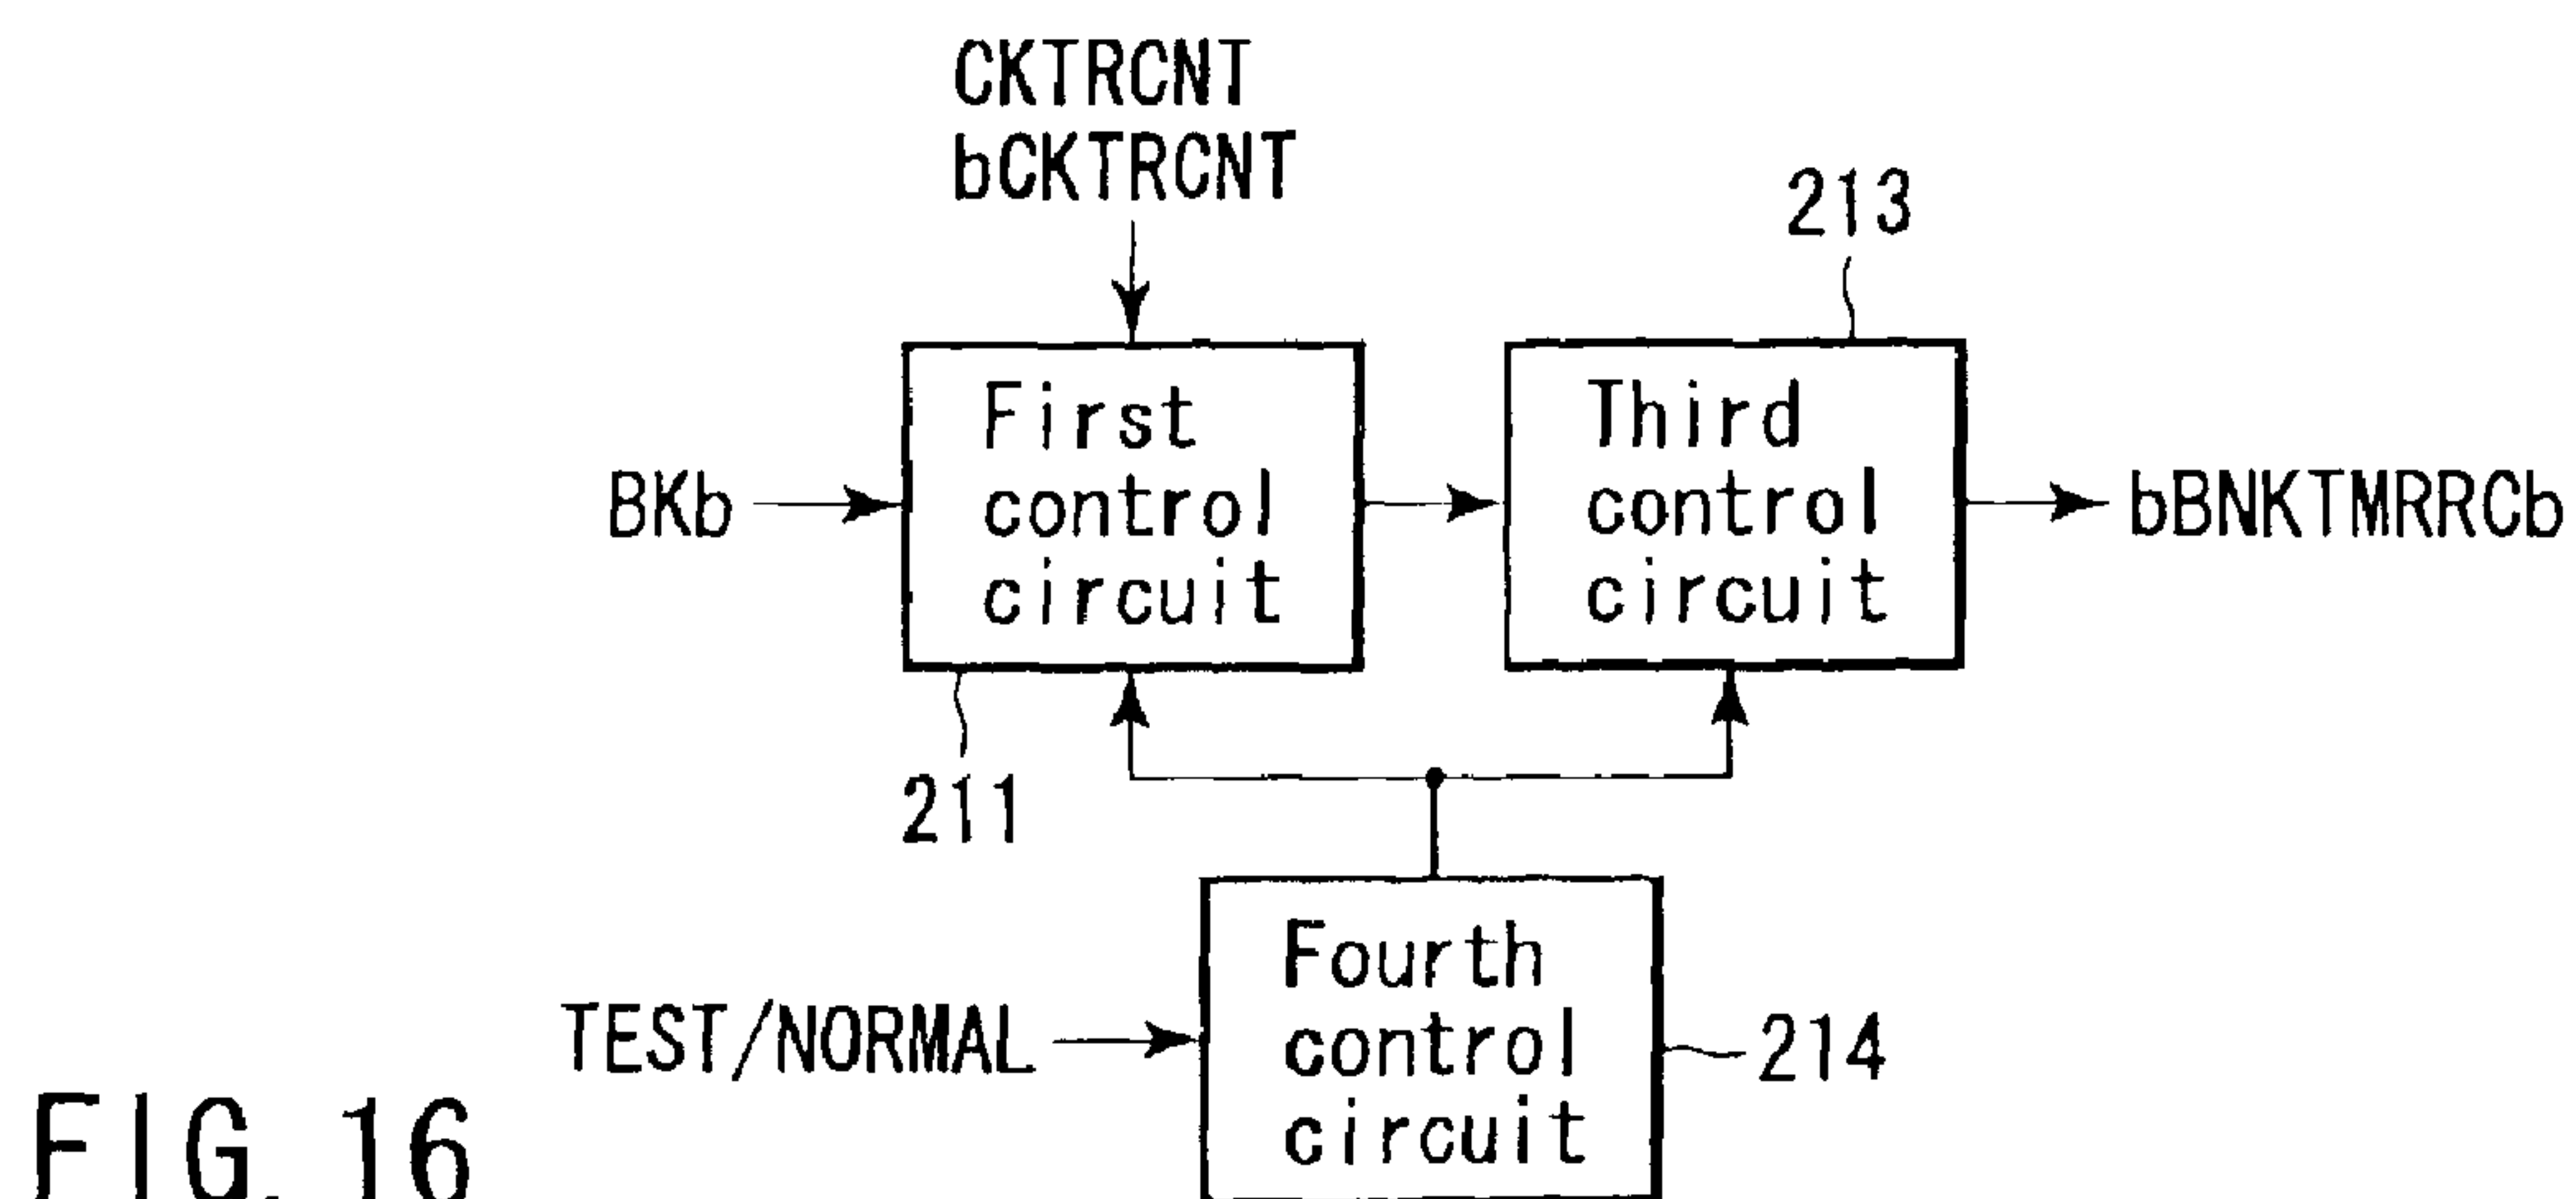 CKTRCNT
bCKTRCNT
213
First
control
circuit
Third
control
circuit
BKb
bBNKTMRRCb
211
Fourth
control
circuit
TEST/NORMAL
214
FIG. 16